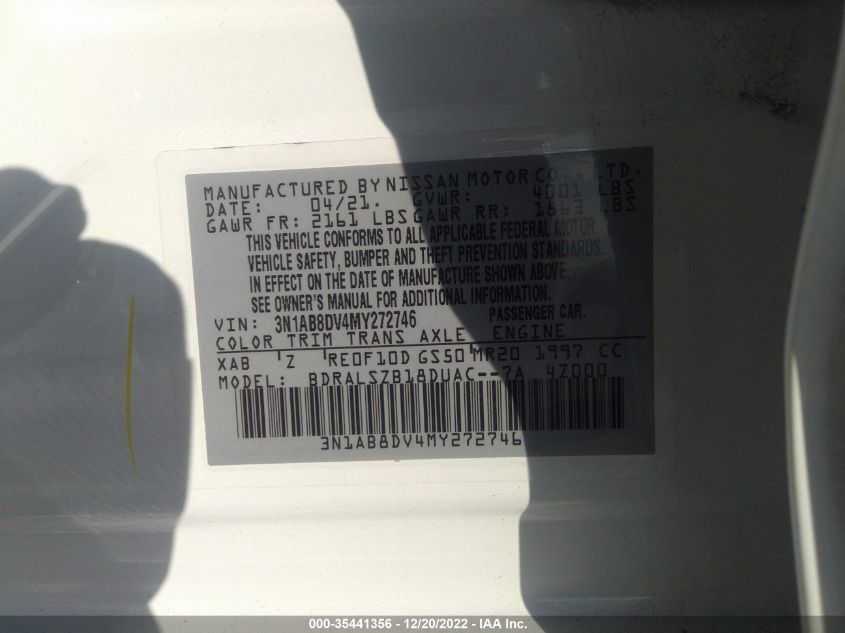 MANUFACTURED BY NISSAN MOTOR CO., LTD.
DATE: 04/21. GVWR: 4001 LBS
GAWR FR: 2161 LBS GAWR RR: 1863 LBS
THIS VEHICLE CONFORMS TO ALL APPLICABLE FEDERAL MOTOR
VEHICLE SAFETY, BUMPER AND THEFT PREVENTION STANDARDS
IN EFFECT ON THE DATE OF MANUFACTURE SHOWN ABOVE.
SEE OWNER'S MANUAL FOR ADDITIONAL INFORMATION.
VIN: 3N1AB8DV4MY272746 PASSENGER CAR.
COLOR TRIM TRANS AXLE ENGINE
XAB Z RE0F10D GS50 MR20 1997 CC
MODEL: BDRALSZB18DUAC--7A 4Z000
3N1AB8DV4MY272746
000-35441356 - 12/20/2022 - IAA Inc.